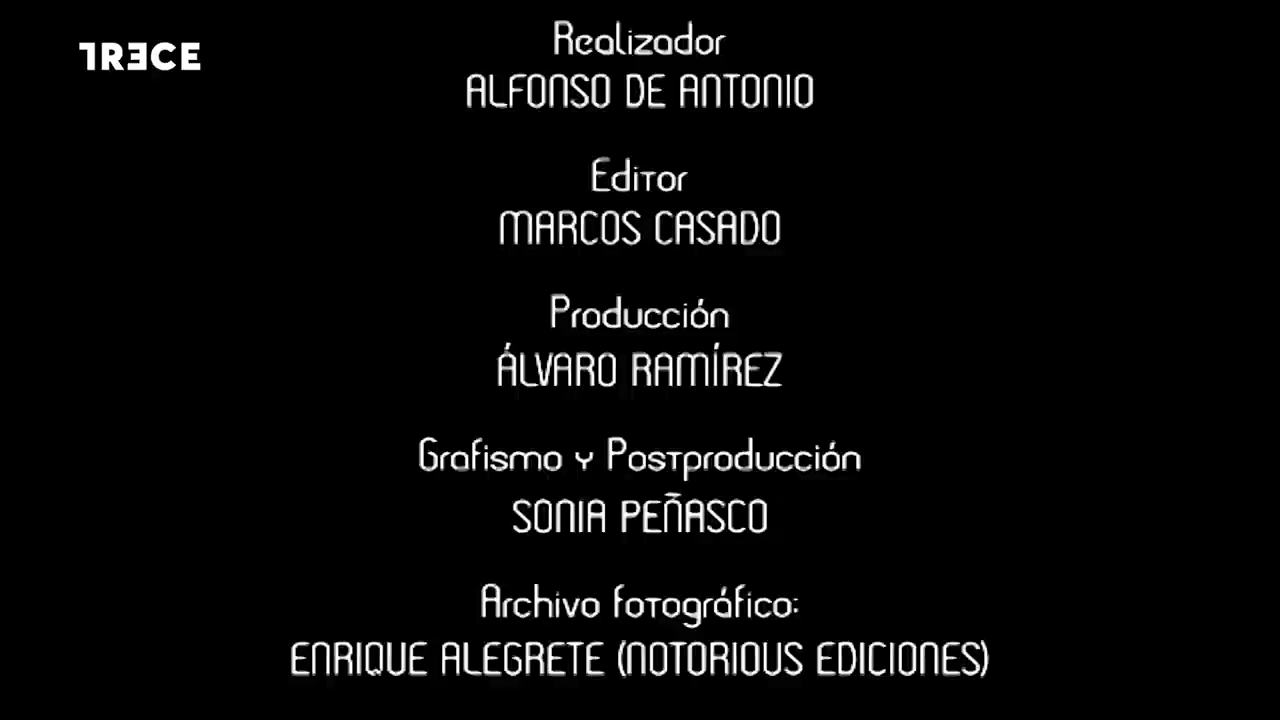 TRECE
Realizador
ALFONSO DE ANTONIO
Editor
MARCOS CASADO
Producción
ÁLVARO RAMÍREZ
Grafismo y Postproducción
SONIA PEÑASCO
Archivo fotográfico:
ENRIQUE ALEGRETE (NOTORIOUS EDICIONES)